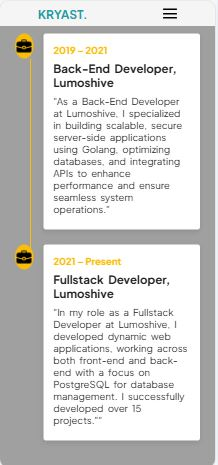 KRYAST.
2019 – 2021
Back-End Developer,
Lumoshive
"As a Back-End Developer
at Lumoshive, I specialized
in building scalable, secure
server-side applications
using Golang, optimizing
databases, and integrating
APIs to enhance
performance and ensure
seamless system
operations."
2021 – Present
Fullstack Developer,
Lumoshive
"In my role as a Fullstack
Developer at Lumoshive, I
developed dynamic web
applications, working across
both front-end and back-
end with a focus on
PostgreSQL for database
management. I successfully
developed over 15
projects.""